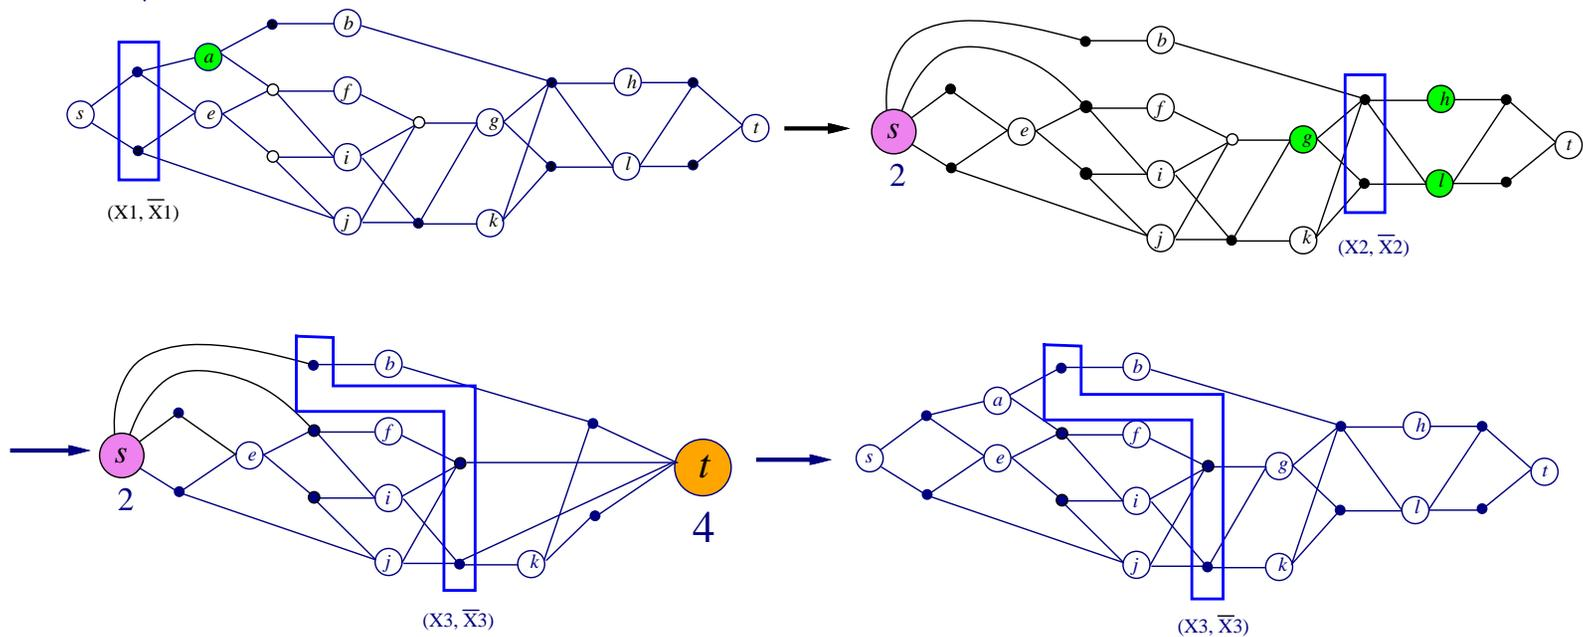 b
a
f
h
s
e
g
t
i
l
j
k
(X1, X̅1)
b
f
h
s
e
g
t
2
i
l
j
k
(X2, X̅2)
b
f
s
e
t
2
i
4
j
k
(X3, X̅3)
b
a
f
h
s
e
g
t
i
l
j
k
(X3, X̅3)